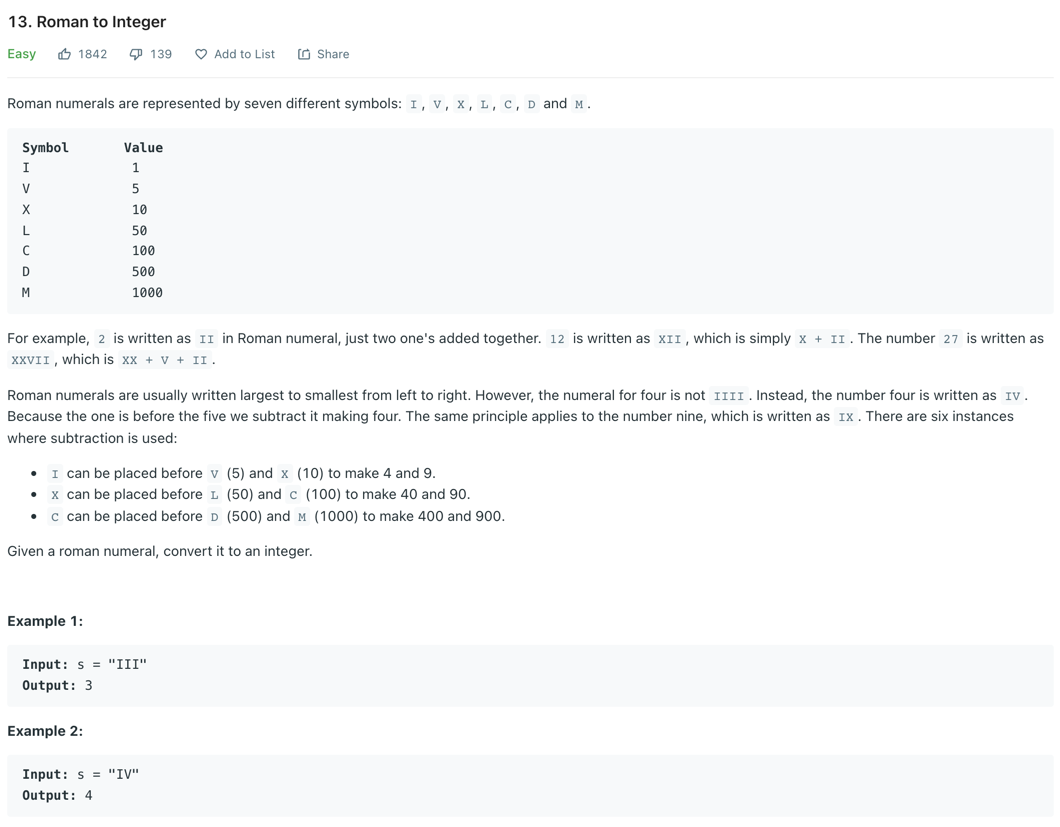 13. Roman to Integer
Easy 1842 139 Add to List Share
Roman numerals are represented by seven different symbols: I, V, X, L, C, D and M.
Symbol Value
I 1
V 5
X 10
L 50
C 100
D 500
M 1000
For example, 2 is written as II in Roman numeral, just two one's added together. 12 is written as XII, which is simply X + II. The number 27 is written as
XXVII, which is XX + V + II.
Roman numerals are usually written largest to smallest from left to right. However, the numeral for four is not IIII. Instead, the number four is written as IV.
Because the one is before the five we subtract it making four. The same principle applies to the number nine, which is written as IX. There are six instances
where subtraction is used:
• I can be placed before V (5) and X (10) to make 4 and 9.
• X can be placed before L (50) and C (100) to make 40 and 90.
• C can be placed before D (500) and M (1000) to make 400 and 900.
Given a roman numeral, convert it to an integer.
Example 1:
Input: s = "III"
Output: 3
Example 2:
Input: s = "IV"
Output: 4